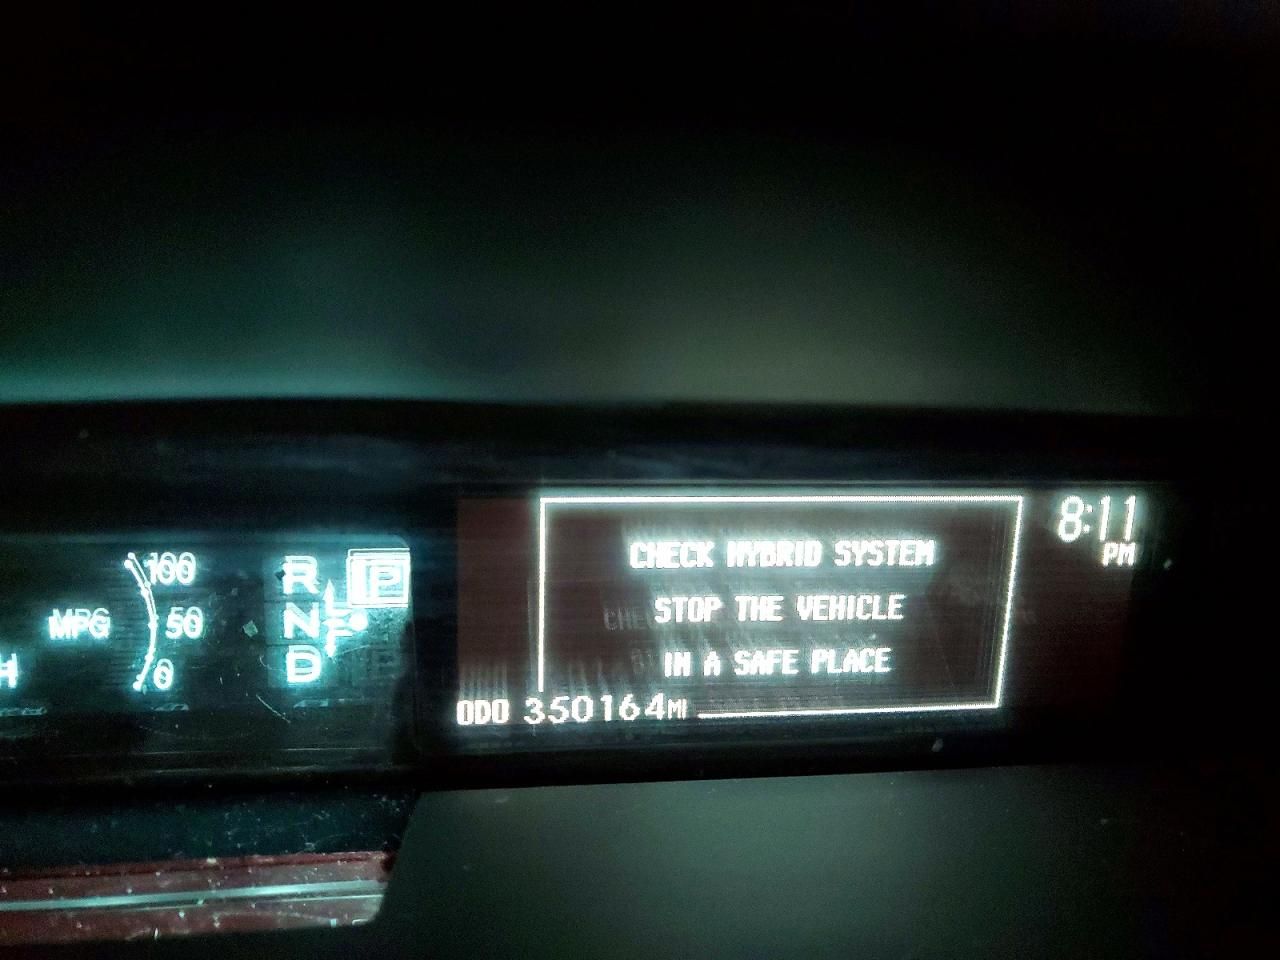 100
MPG 50
0
H
R P
N
D
8:11
PM
CHECK HYBRID SYSTEM
STOP THE VEHICLE
IN A SAFE PLACE
ODO 350164MI